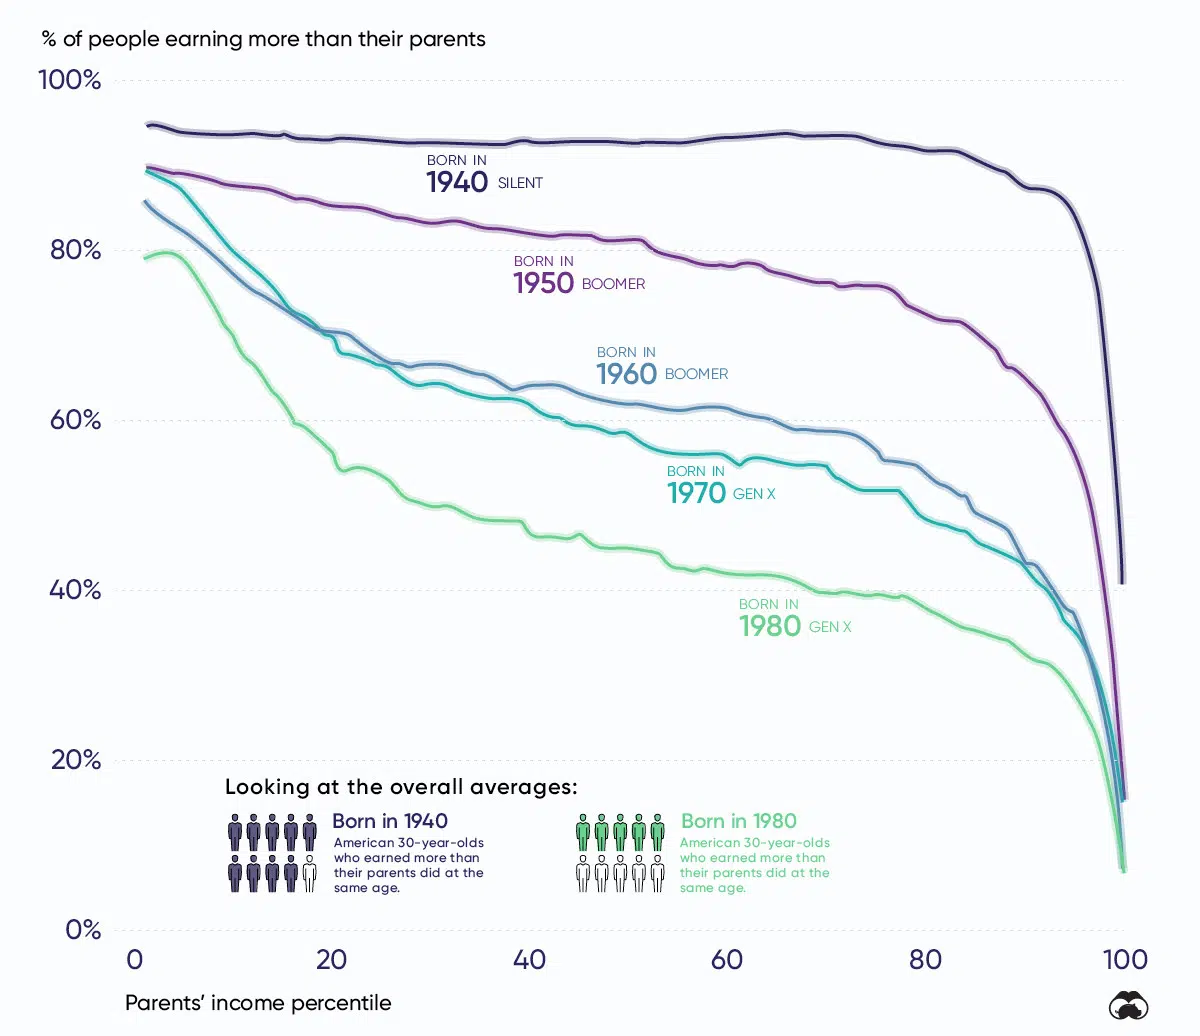 % of people earning more than their parents
100%
BORN IN
1940 SILENT
80%
BORN IN
1950 BOOMER
BORN IN
1960 BOOMER
60%
BORN IN
1970 GEN X
40%
BORN IN
1980 GEN X
20%
Looking at the overall averages:
Born in 1940
American 30-year-olds
who earned more than
their parents did at the
same age.
Born in 1980
American 30-year-olds
who earned more than
their parents did at the
same age.
0%
0 20 40 60 80 100
Parents’ income percentile